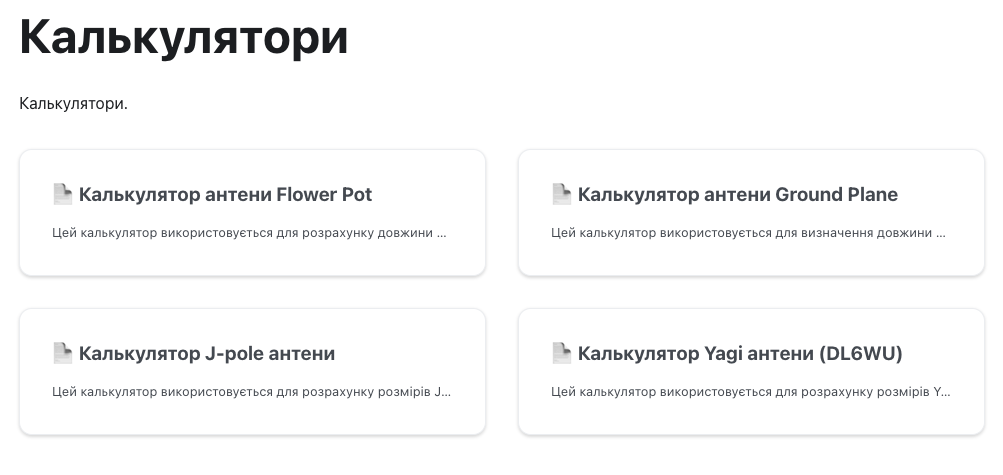 Калькулятори
Калькулятори.
Калькулятор антени Flower Pot
Цей калькулятор використовується для розрахунку довжини ...
Калькулятор антени Ground Plane
Цей калькулятор використовується для визначення довжини ...
Калькулятор J-pole антени
Цей калькулятор використовується для розрахунку розмірів J...
Калькулятор Yagi антени (DL6WU)
Цей калькулятор використовується для розрахунку розмірів Y...